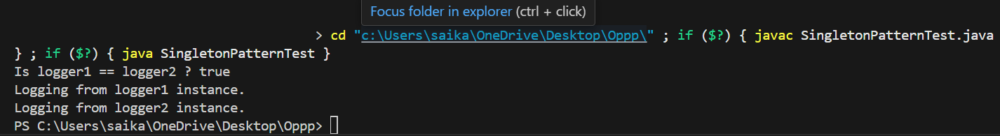 Focus folder in explorer (ctrl + click)
> cd "c:\Users\saika\OneDrive\Desktop\Oppp\" ; if ($?) { javac SingletonPatternTest.java
} ; if ($?) { java SingletonPatternTest }
Is logger1 == logger2 ? true
Logging from logger1 instance.
Logging from logger2 instance.
PS C:\Users\saika\OneDrive\Desktop\Oppp>